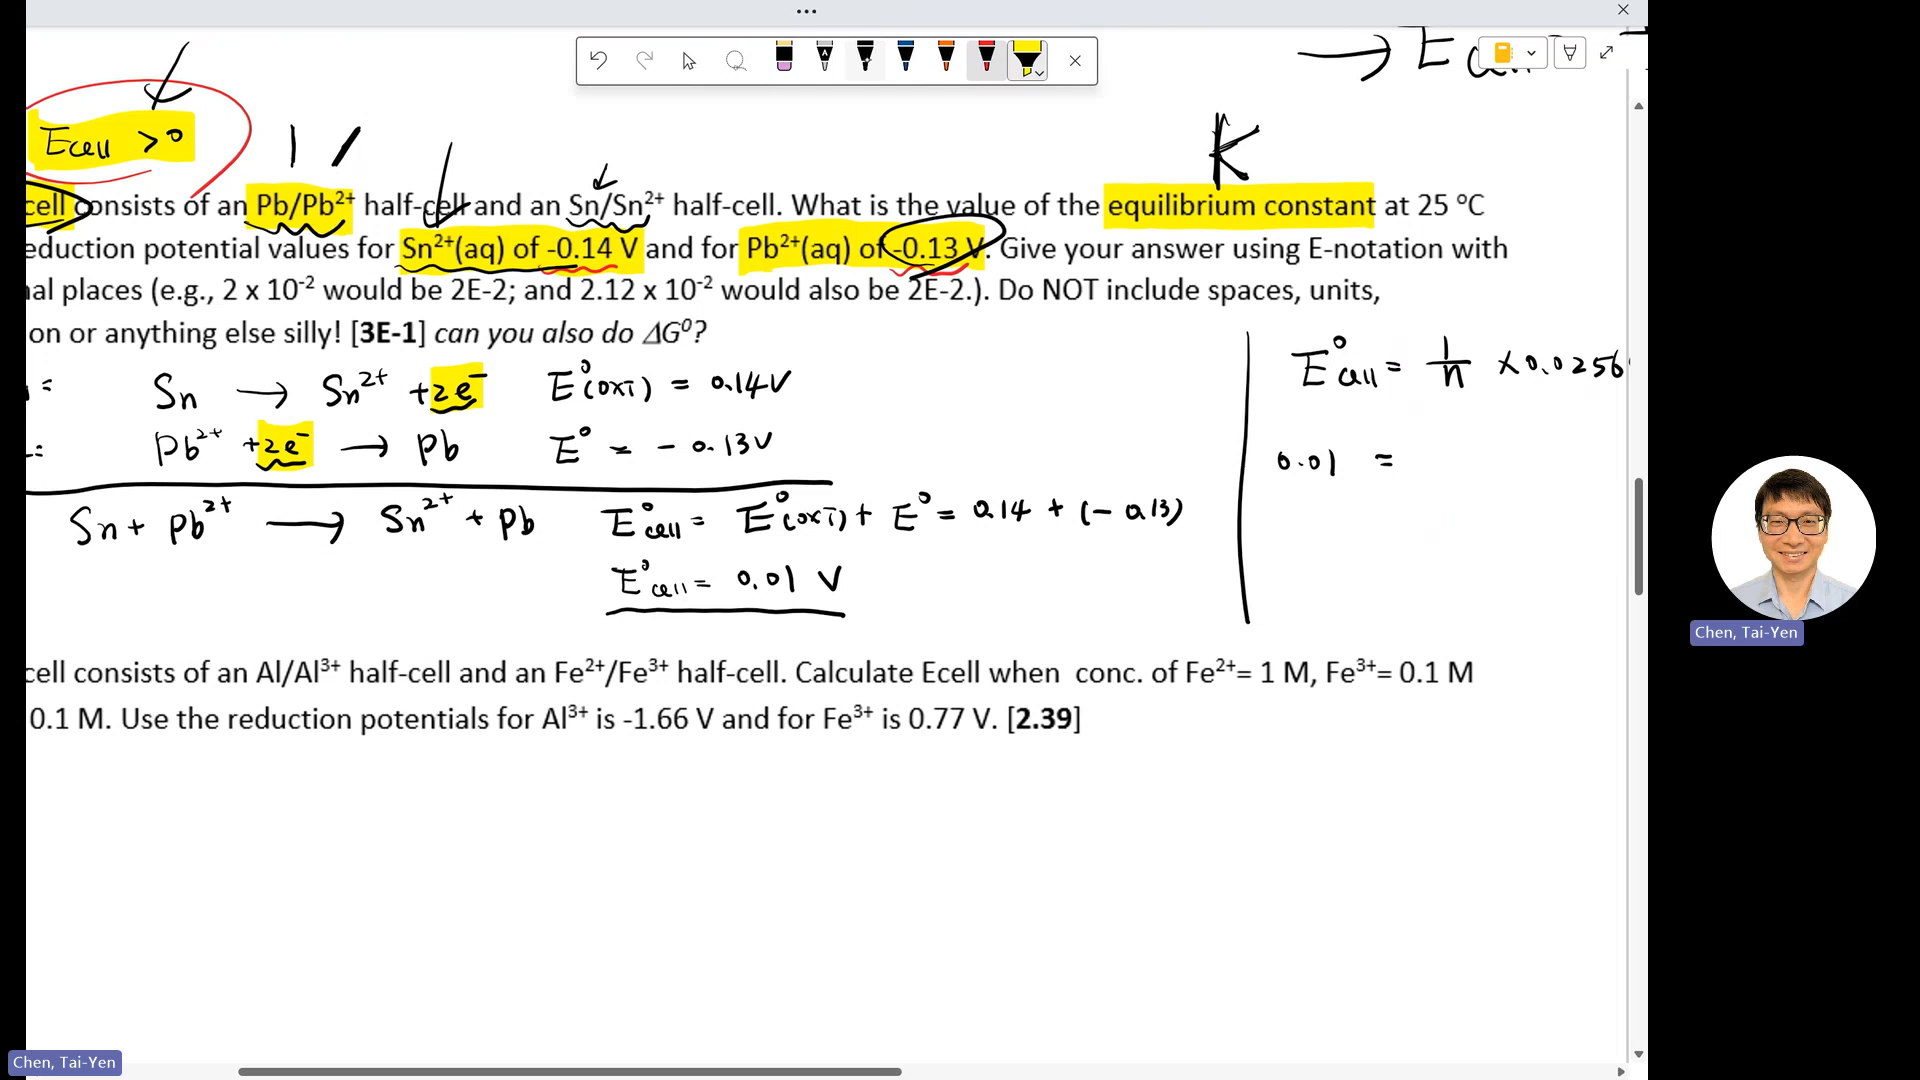 → E
Ecell > 0
K
cell consists of an Pb/Pb²⁺ half-cell and an Sn/Sn²⁺ half-cell. What is the value of the equilibrium constant at 25 ºC
eduction potential values for Sn²⁺(aq) of -0.14 V and for Pb²⁺(aq) of -0.13 V. Give your answer using E-notation with
al places (e.g., 2 x 10⁻² would be 2E-2; and 2.12 x 10⁻² would also be 2E-2.). Do NOT include spaces, units,
on or anything else silly! [3E-1] can you also do ΔG⁰?
= Sn → Sn²⁺ + 2e⁻ E°(oxi) = 0.14V
= Pb²⁺ + 2e⁻ → Pb E° = - 0.13V
Sn + Pb²⁺ → Sn²⁺ + Pb E°cell = E°(oxi) + E° = 0.14 + (- 0.13)
E°cell = 0.01 V
E°cell = 1/n × 0.0256
0.01 =
cell consists of an Al/Al³⁺ half-cell and an Fe²⁺/Fe³⁺ half-cell. Calculate Ecell when conc. of Fe²⁺= 1 M, Fe³⁺= 0.1 M
0.1 M. Use the reduction potentials for Al³⁺ is -1.66 V and for Fe³⁺ is 0.77 V. [2.39]
Chen, Tai-Yen
Chen, Tai-Yen